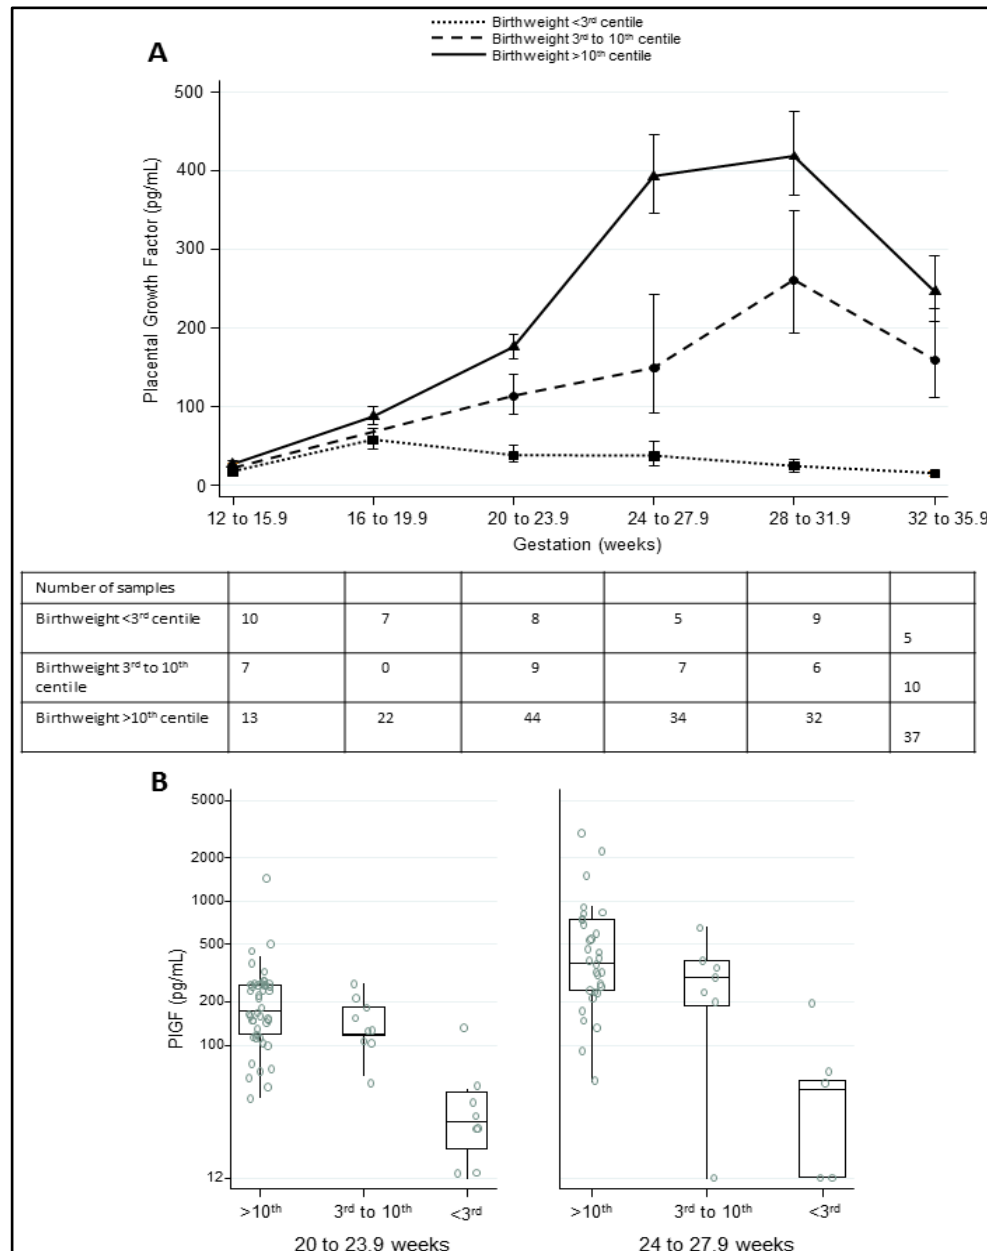 Birthweight <3rd centile
Birthweight 3rd to 10th centile
Birthweight >10th centile
A
Placental Growth Factor (pg/mL)
500
400
300
200
100
0
12 to 15.9 16 to 19.9 20 to 23.9 24 to 27.9 28 to 31.9 32 to 35.9
Gestation (weeks)
Number of samples
Birthweight <3rd centile 10 7 8 5 9 5
Birthweight 3rd to 10th centile 7 0 9 7 6 10
Birthweight >10th centile 13 22 44 34 32 37
B
PlGF (pg/mL)
5000
2000
1000
500
200
100
12
>10th 3rd to 10th <3rd >10th 3rd to 10th <3rd
20 to 23.9 weeks 24 to 27.9 weeks